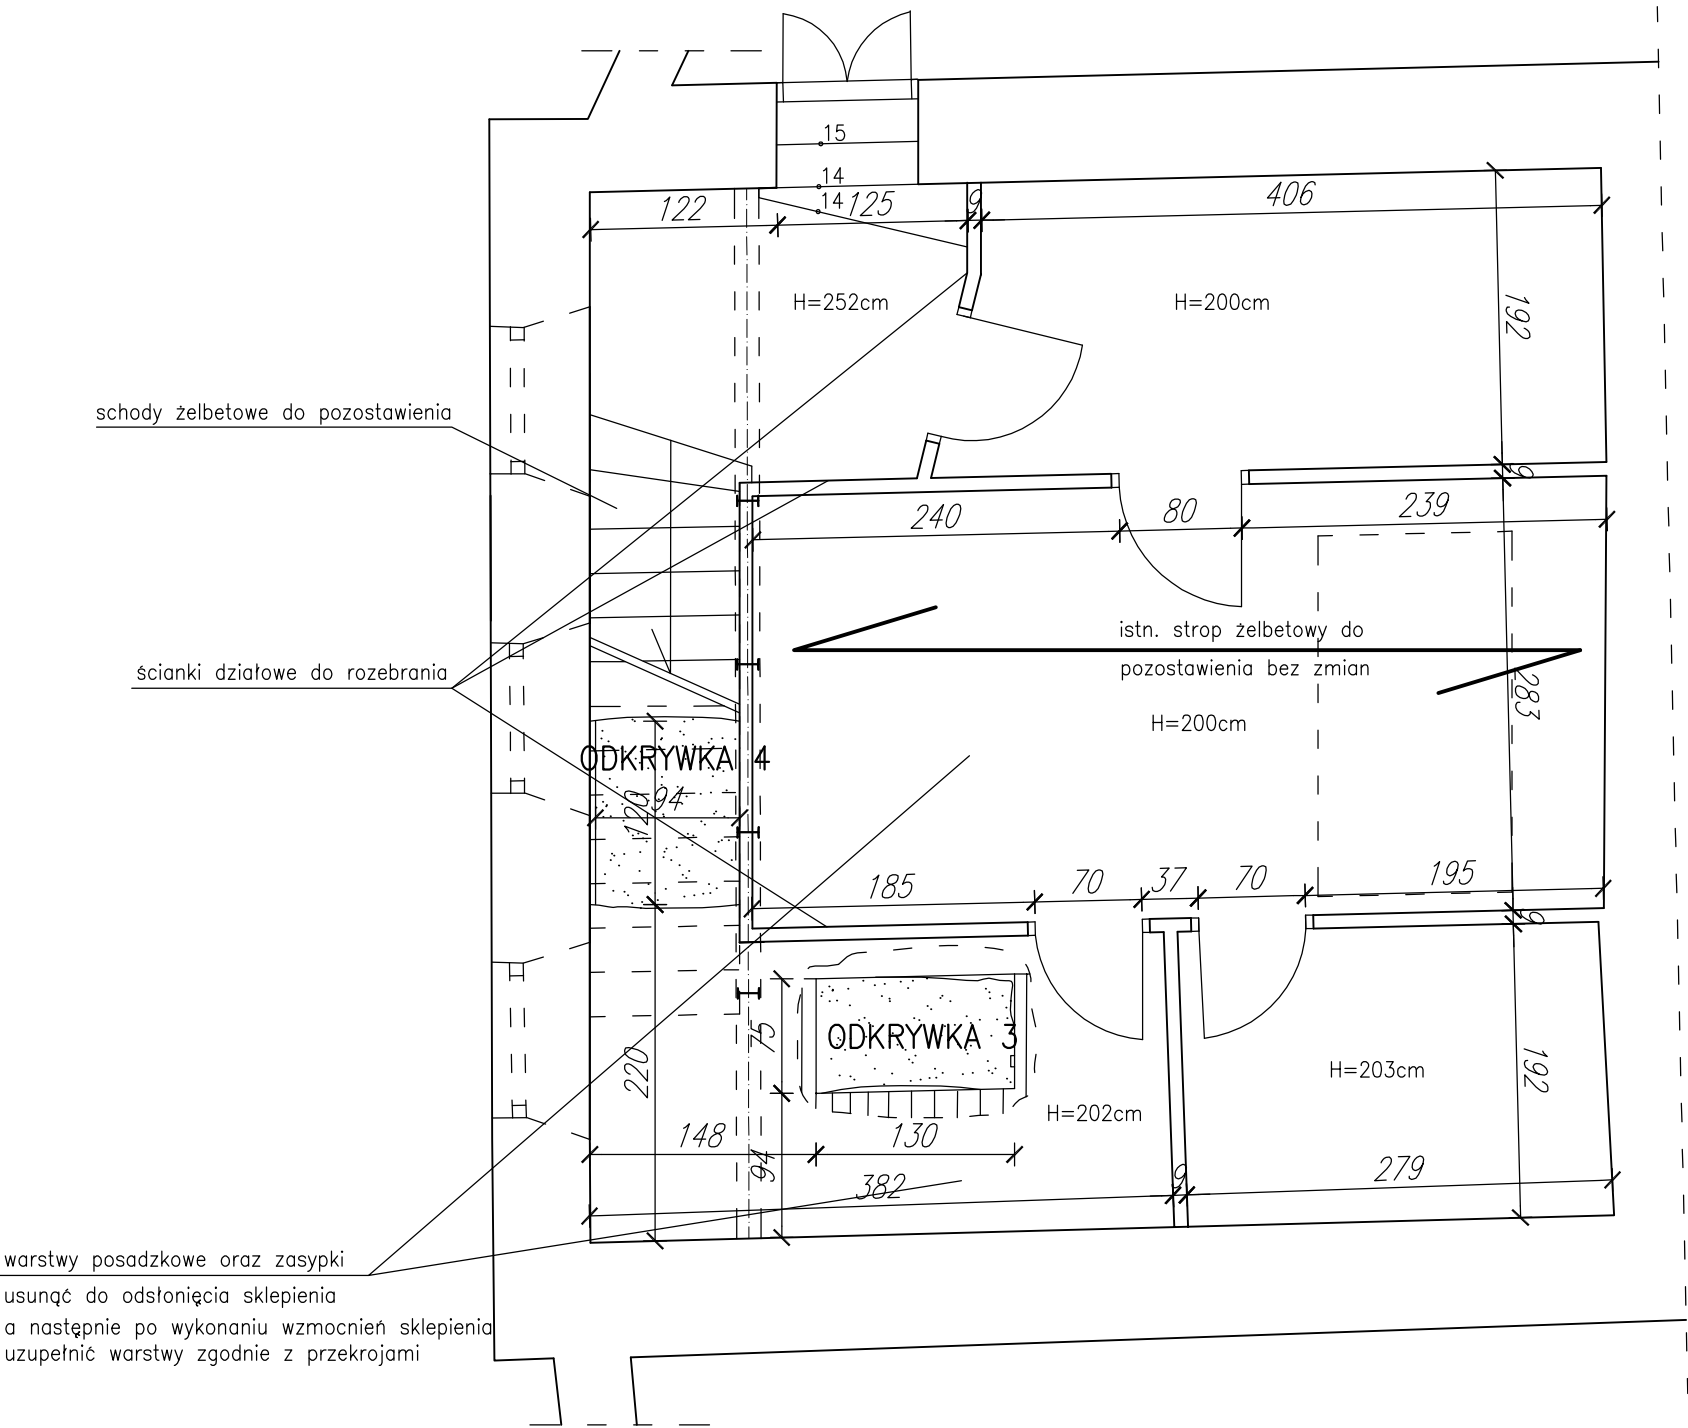 15
14
14
122
125
9
406
H=252cm
H=200cm
192
schody żelbetowe do pozostawienia
9
240
80
239
istn. strop żelbetowy do
pozostawienia bez zmian
ścianki działowe do rozebrania
283
H=200cm
ODKRYWKA 4
94
120
185
70
37
70
195
9
ODKRYWKA 3
75
220
H=203cm
192
H=202cm
148
130
94
382
9
279
warstwy posadzkowe oraz zasypki
usunąć do odsłonięcia sklepienia
a następnie po wykonaniu wzmocnień sklepienia
uzupełnić warstwy zgodnie z przekrojami